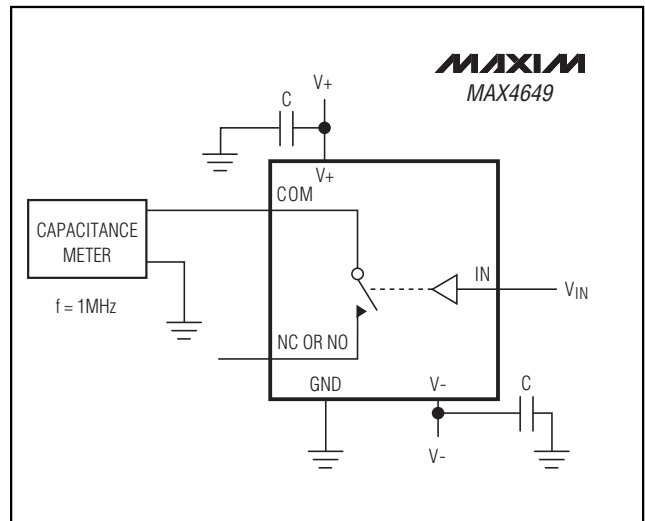 MAXIM
MAX4649
V+
C
V+
COM
CAPACITANCE
METER
f = 1MHz
IN
VIN
NC OR NO
GND
V-
C
V-